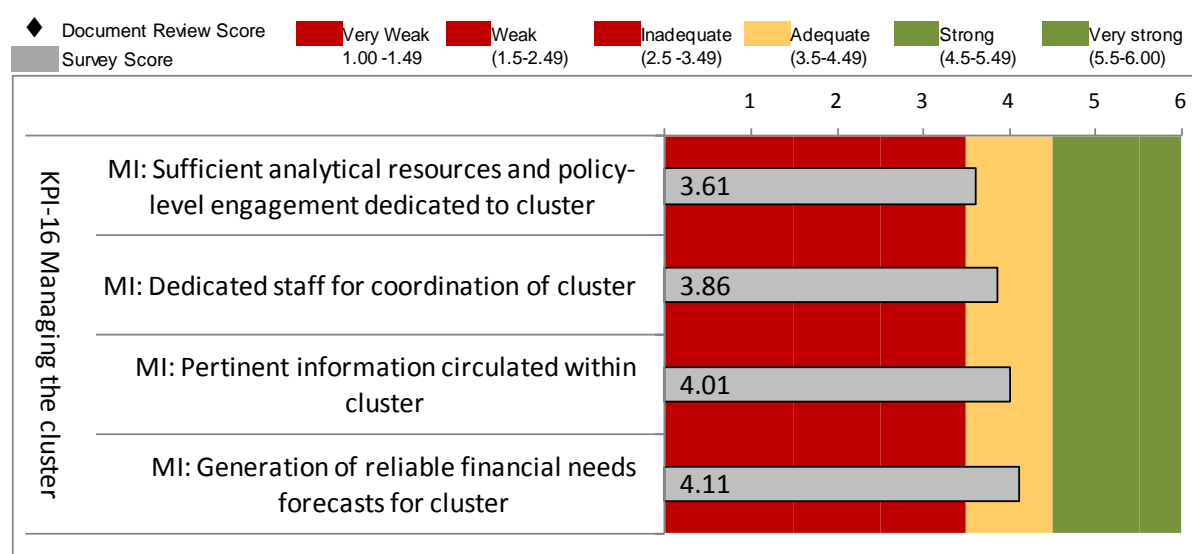 Document Review Score
Survey Score
Very Weak
1.00 -1.49
Weak
(1.5-2.49)
Inadequate
(2.5 -3.49)
Adequate
(3.5-4.49)
Strong
(4.5-5.49)
Very strong
(5.5-6.00)
1 2 3 4 5 6
KPI-16 Managing the cluster
MI: Sufficient analytical resources and policy-
level engagement dedicated to cluster
3.61
MI: Dedicated staff for coordination of cluster
3.86
MI: Pertinent information circulated within
cluster
4.01
MI: Generation of reliable financial needs
forecasts for cluster
4.11